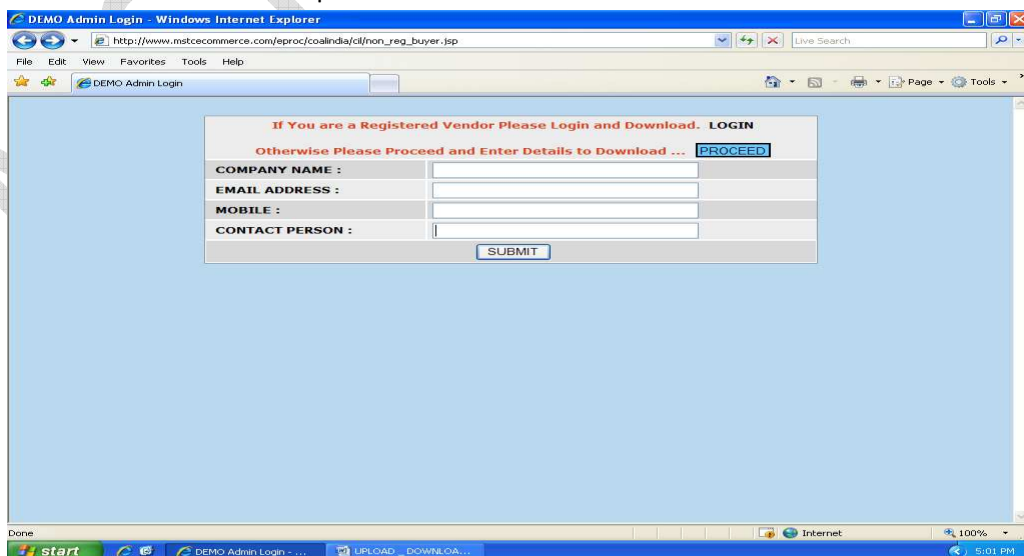 DEMO Admin Login - Windows Internet Explorer
http://www.mstcecommerce.com/eproc/coalindia/cil/non_reg_buyer.jsp Live Search
File Edit View Favorites Tools Help
DEMO Admin Login Page Tools
If You are a Registered Vendor Please Login and Download. LOGIN
Otherwise Please Proceed and Enter Details to Download ... PROCEED
COMPANY NAME :
EMAIL ADDRESS :
MOBILE :
CONTACT PERSON :
SUBMIT
Done Internet 100%
start DEMO Admin Login - ... UPLOAD _ DOWNLOA... 5:01 PM